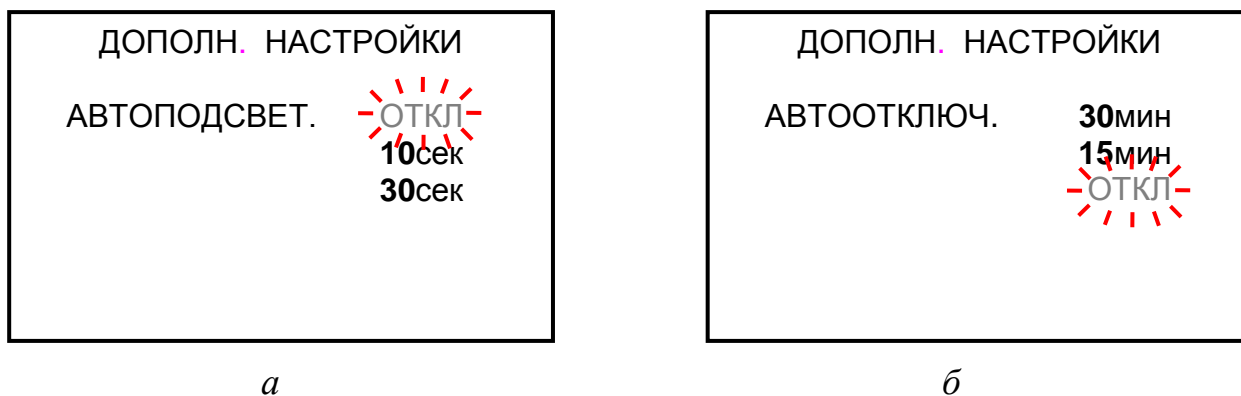 ДОПОЛН. НАСТРОЙКИ
АВТОПОДСВЕТ. ОТКЛ
10сек
30сек
а
ДОПОЛН. НАСТРОЙКИ
АВТООТКЛЮЧ. 30мин
15мин
ОТКЛ
б